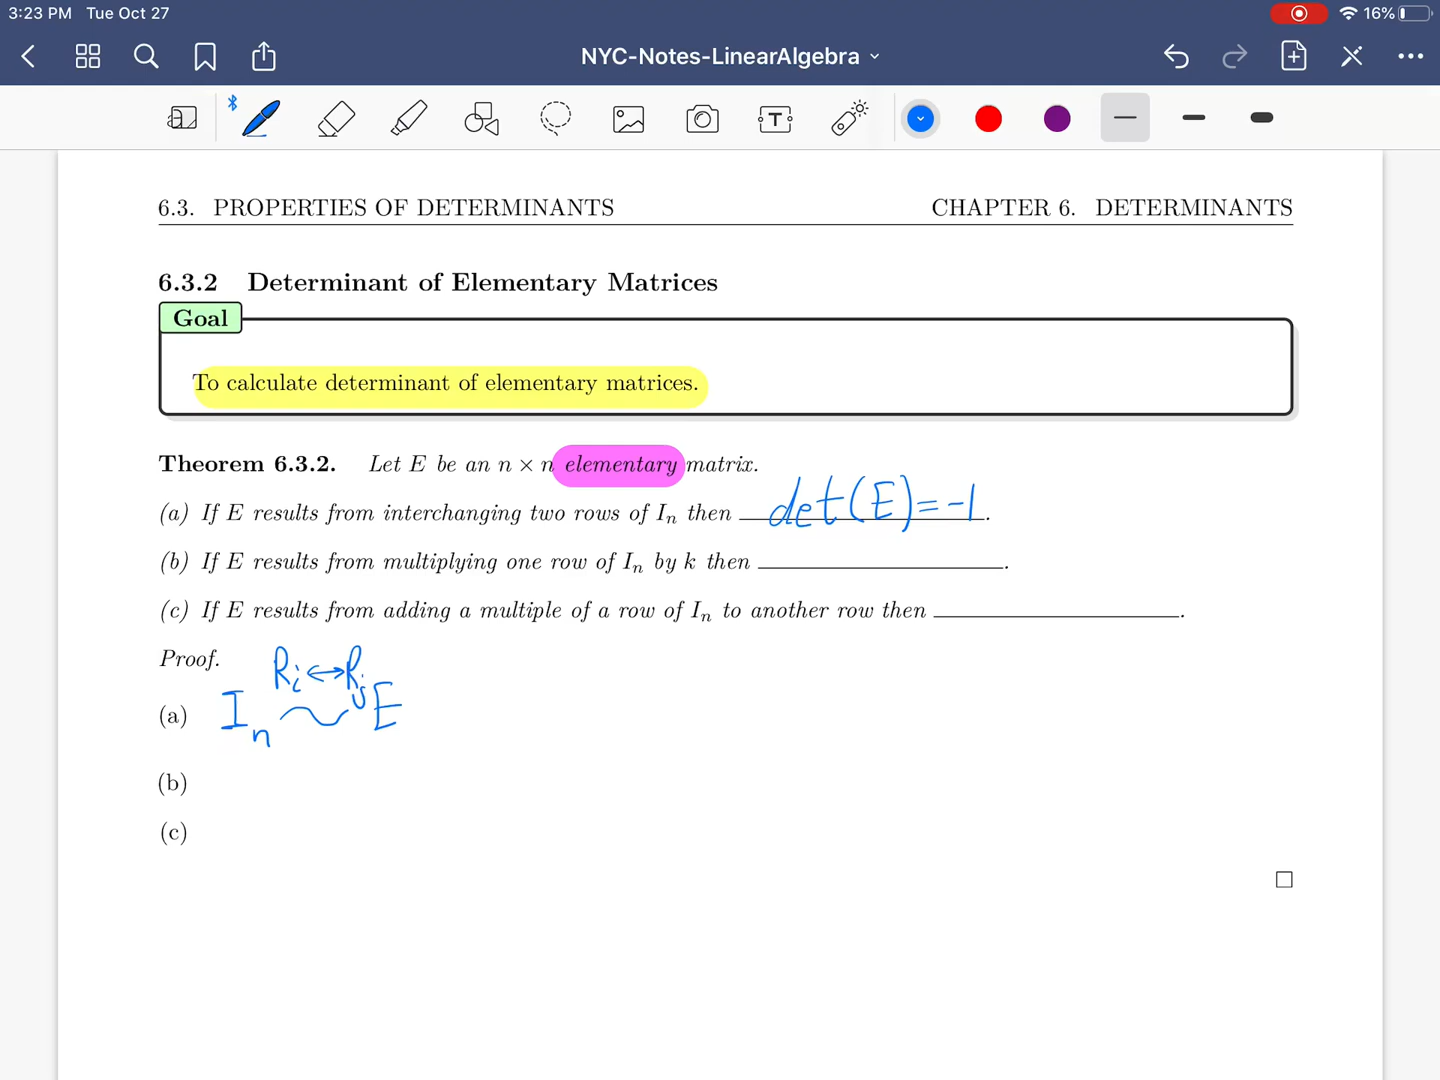 3:23 PM Tue Oct 27 16%
NYC-Notes-LinearAlgebra
6.3. PROPERTIES OF DETERMINANTS CHAPTER 6. DETERMINANTS
6.3.2 Determinant of Elementary Matrices
Goal
To calculate determinant of elementary matrices.
Theorem 6.3.2. Let E be an n × n elementary matrix.
(a) If E results from interchanging two rows of Iₙ then det(E)=-1.
(b) If E results from multiplying one row of Iₙ by k then ____________.
(c) If E results from adding a multiple of a row of Iₙ to another row then ____________.
Proof.
Rᵢ↔Rⱼ
(a) Iₙ ~ E
(b)
(c)
□